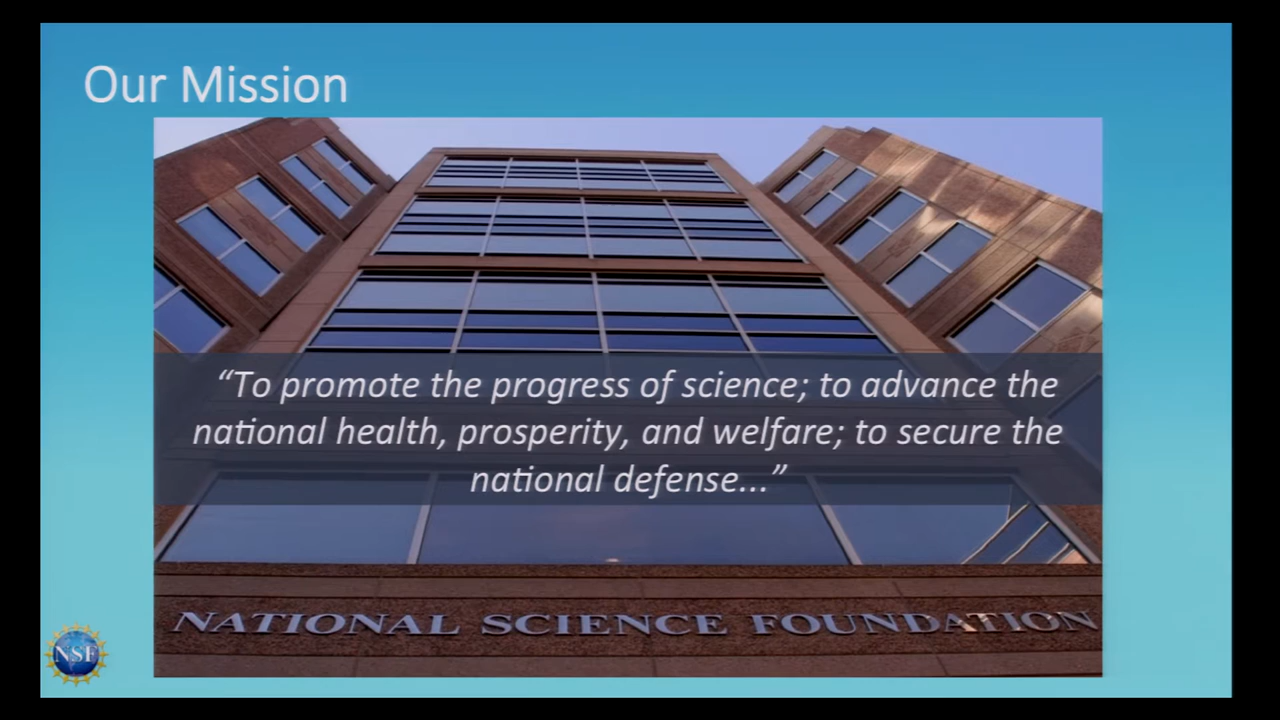 Our Mission
“To promote the progress of science; to advance the
national health, prosperity, and welfare; to secure the
national defense...”
NATIONAL SCIENCE FOUNDATION
NSF